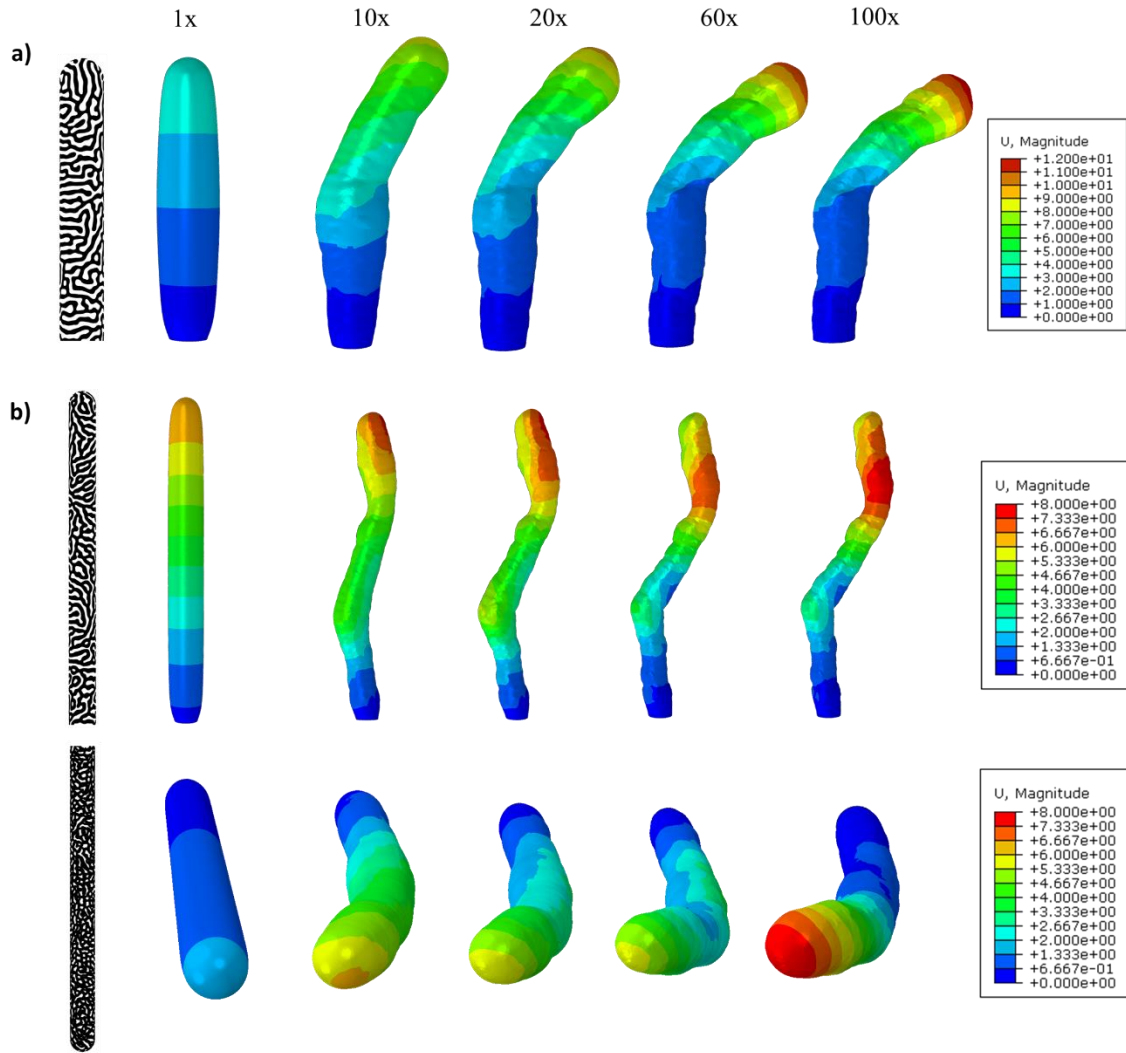 1x 10x 20x 60x 100x
a)
U, Magnitude
+1.200e+01
+1.100e+01
+1.000e+01
+9.000e+00
+8.000e+00
+7.000e+00
+6.000e+00
+5.000e+00
+4.000e+00
+3.000e+00
+2.000e+00
+1.000e+00
+0.000e+00
b)
U, Magnitude
+8.000e+00
+7.333e+00
+6.667e+00
+6.000e+00
+5.333e+00
+4.667e+00
+4.000e+00
+3.333e+00
+2.667e+00
+2.000e+00
+1.333e+00
+6.667e-01
+0.000e+00
U, Magnitude
+8.000e+00
+7.333e+00
+6.667e+00
+6.000e+00
+5.333e+00
+4.667e+00
+4.000e+00
+3.333e+00
+2.667e+00
+2.000e+00
+1.333e+00
+6.667e-01
+0.000e+00